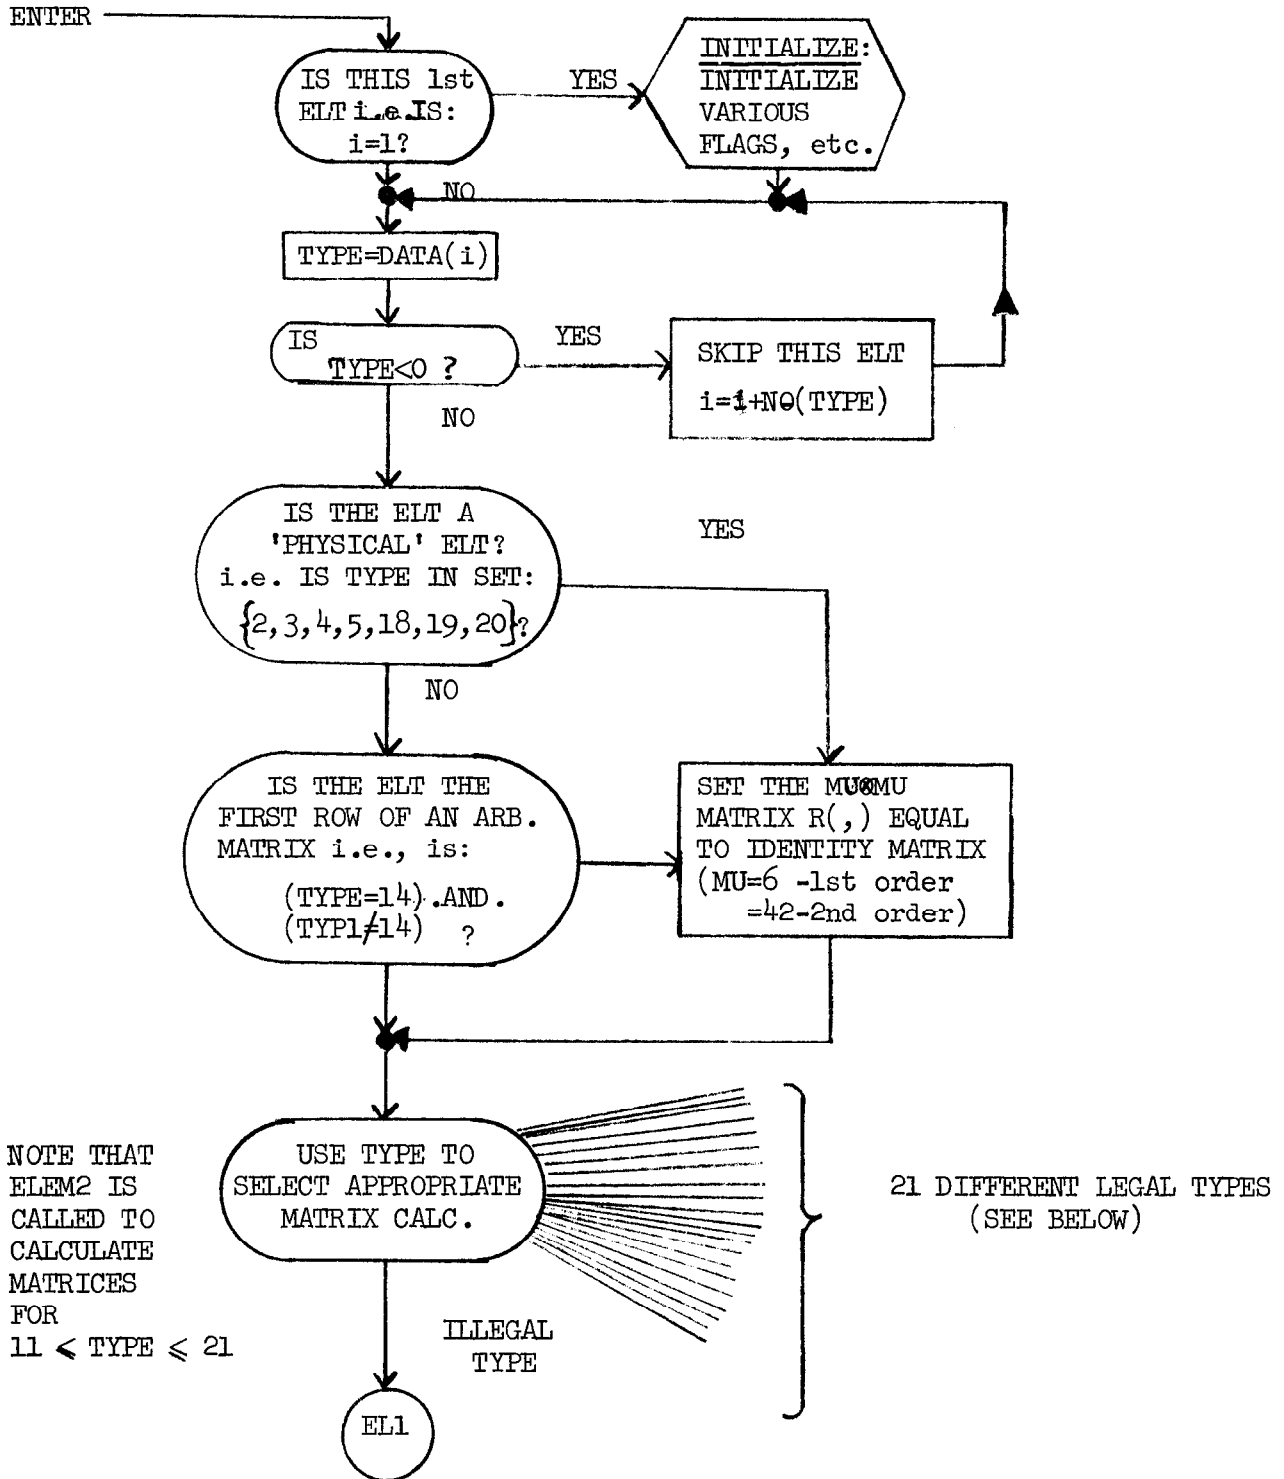 ENTER
IS THIS 1st
ELT i.e.IS:
i=1?
YES
INITIALIZE:
INITIALIZE
VARIOUS
FLAGS, etc.
NO
TYPE=DATA(i)
IS
TYPE<0 ?
YES
SKIP THIS ELT
i=1+NO(TYPE)
NO
IS THE ELT A
'PHYSICAL' ELT?
i.e. IS TYPE IN SET:
{2,3,4,5,18,19,20}?
YES
NO
IS THE ELT THE
FIRST ROW OF AN ARB.
MATRIX i.e., is:
(TYPE=14).AND.
(TYP1≠14) ?
SET THE MU⊗MU
MATRIX R(,) EQUAL
TO IDENTITY MATRIX
(MU=6 -1st order
=42-2nd order)
USE TYPE TO
SELECT APPROPRIATE
MATRIX CALC.
NOTE THAT
ELEM2 IS
CALLED TO
CALCULATE
MATRICES
FOR
11 ⩽ TYPE ⩽ 21
21 DIFFERENT LEGAL TYPES
(SEE BELOW)
ILLEGAL
TYPE
EL1